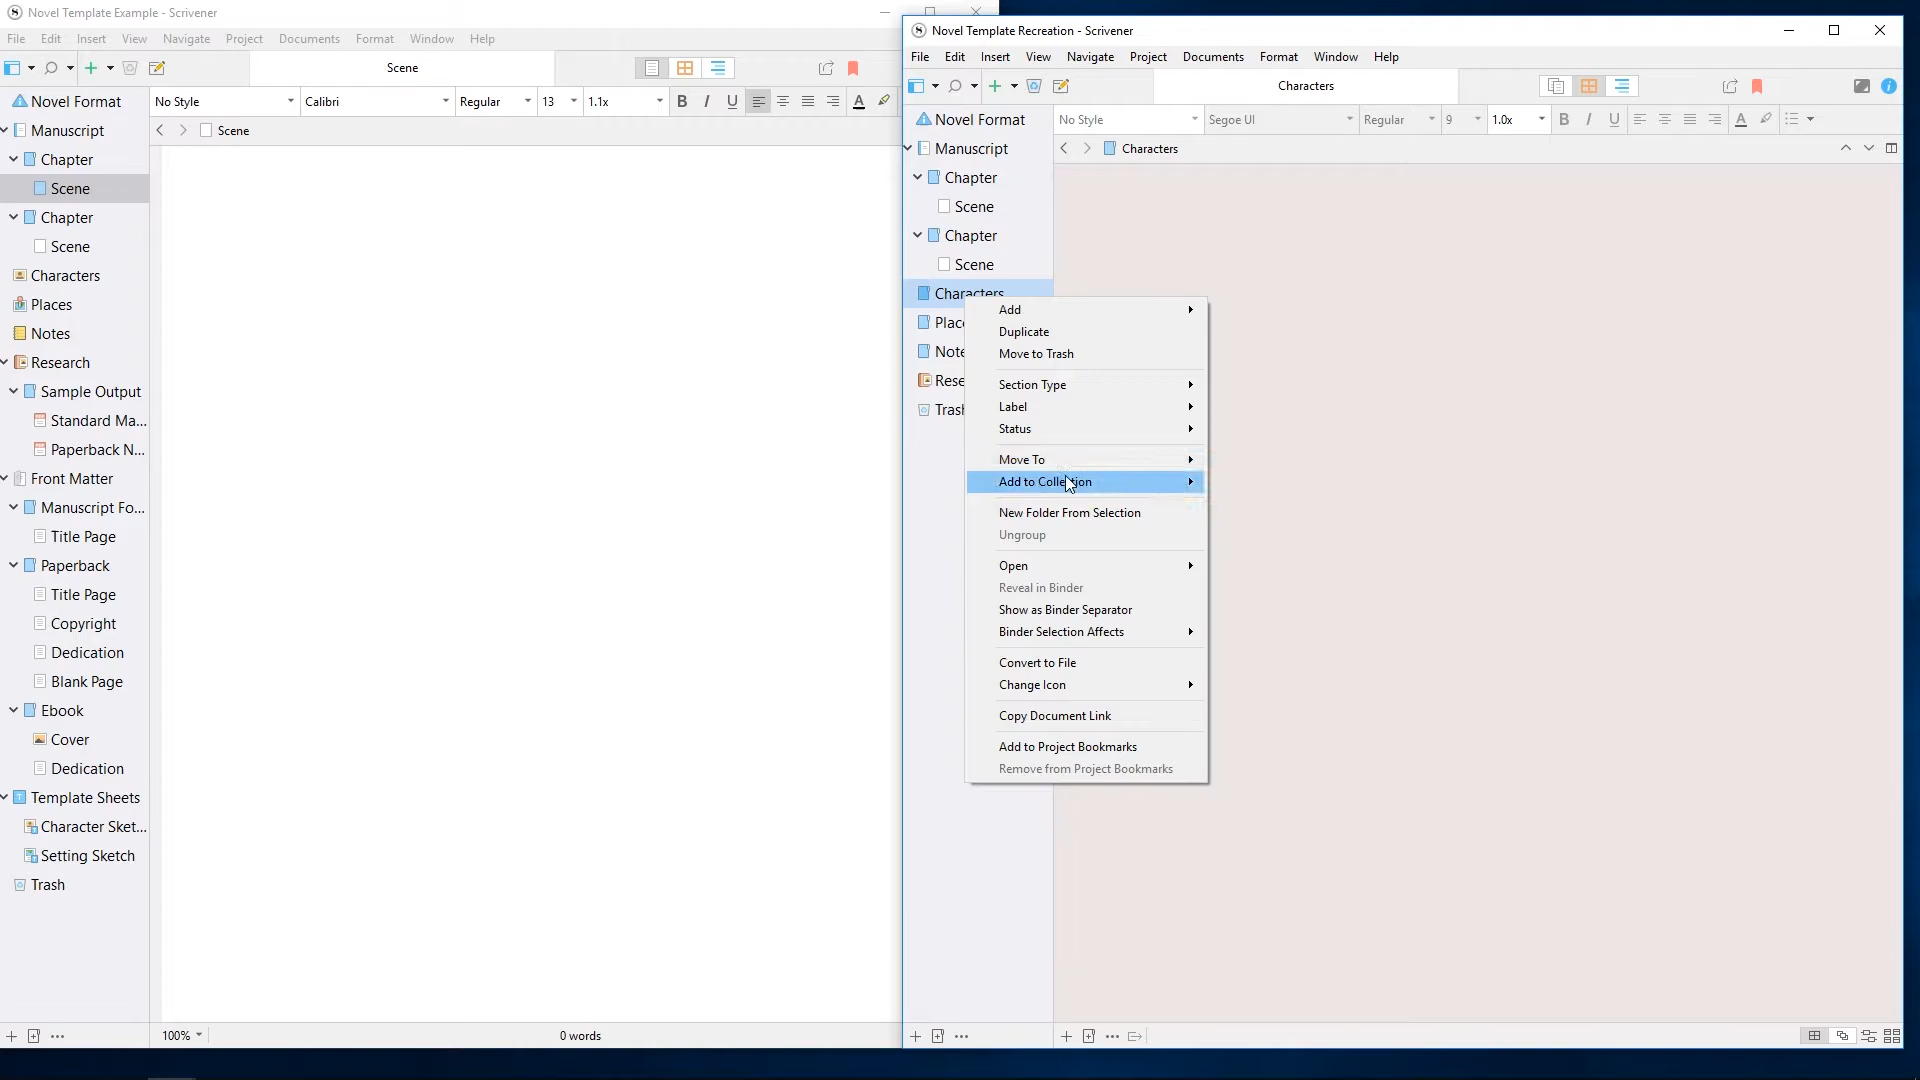 Novel Template Example - Scrivener
File Edit Insert View Navigate Project Documents Format Window Help
Scene
No Style Calibri Regular 13 1.1x B I U A
Scene
Novel Format
Manuscript
Chapter
Scene
Chapter
Scene
Characters
Places
Notes
Research
Sample Output
Standard Ma...
Paperback N...
Front Matter
Manuscript Fo...
Title Page
Paperback
Title Page
Copyright
Dedication
Blank Page
Ebook
Cover
Dedication
Template Sheets
Character Sket...
Setting Sketch
Trash
100%
0 words
Novel Template Recreation - Scrivener
File Edit Insert View Navigate Project Documents Format Window Help
Characters
No Style Segoe UI Regular 9 1.0x B I U A
Characters
Novel Format
Manuscript
Chapter
Scene
Chapter
Scene
Characters
Plac
Note
Rese
Trash
Add
Duplicate
Move to Trash
Section Type
Label
Status
Move To
Add to Collection
New Folder From Selection
Ungroup
Open
Reveal in Binder
Show as Binder Separator
Binder Selection Affects
Convert to File
Change Icon
Copy Document Link
Add to Project Bookmarks
Remove from Project Bookmarks